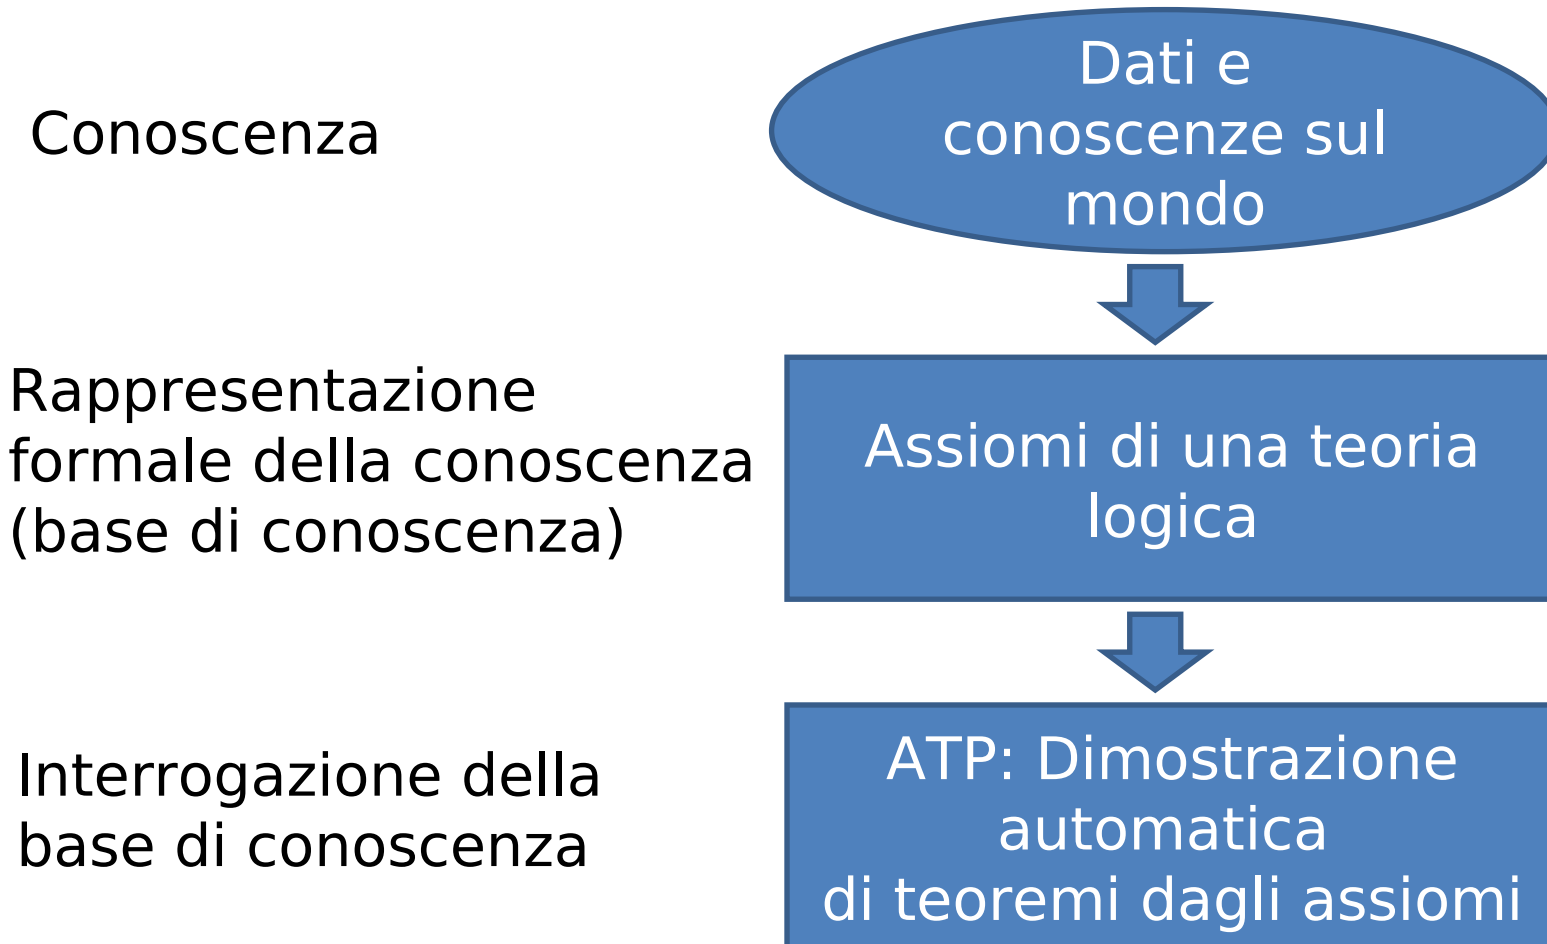 Conoscenza
Dati e
conoscenze sul
mondo
Rappresentazione
formale della conoscenza
(base di conoscenza)
Assiomi di una teoria
logica
Interrogazione della
base di conoscenza
ATP: Dimostrazione
automatica
di teoremi dagli assiomi